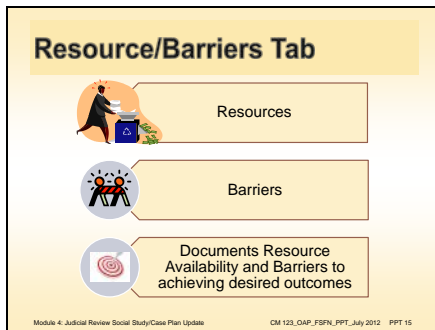 Resource/Barriers Tab
Resources
Barriers
Documents Resource
Availability and Barriers to
achieving desired outcomes
Module 4: Judicial Review Social Study/Case Plan Update CM 123_OAP_FSFN_PPT_July 2012 PPT 15